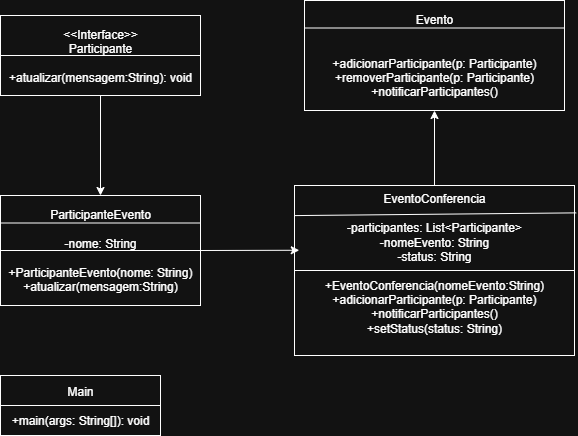 <<Interface>>
Participante
+atualizar(mensagem:String): void
Evento
+adicionarParticipante(p: Participante)
+removerParticipante(p: Participante)
+notificarParticipantes()
ParticipanteEvento
-nome: String
+ParticipanteEvento(nome: String)
+atualizar(mensagem:String)
EventoConferencia
-participantes: List<Participante>
-nomeEvento: String
-status: String
+EventoConferencia(nomeEvento:String)
+adicionarParticipante(p: Participante)
+notificarParticipantes()
+setStatus(status: String)
Main
+main(args: String[]): void